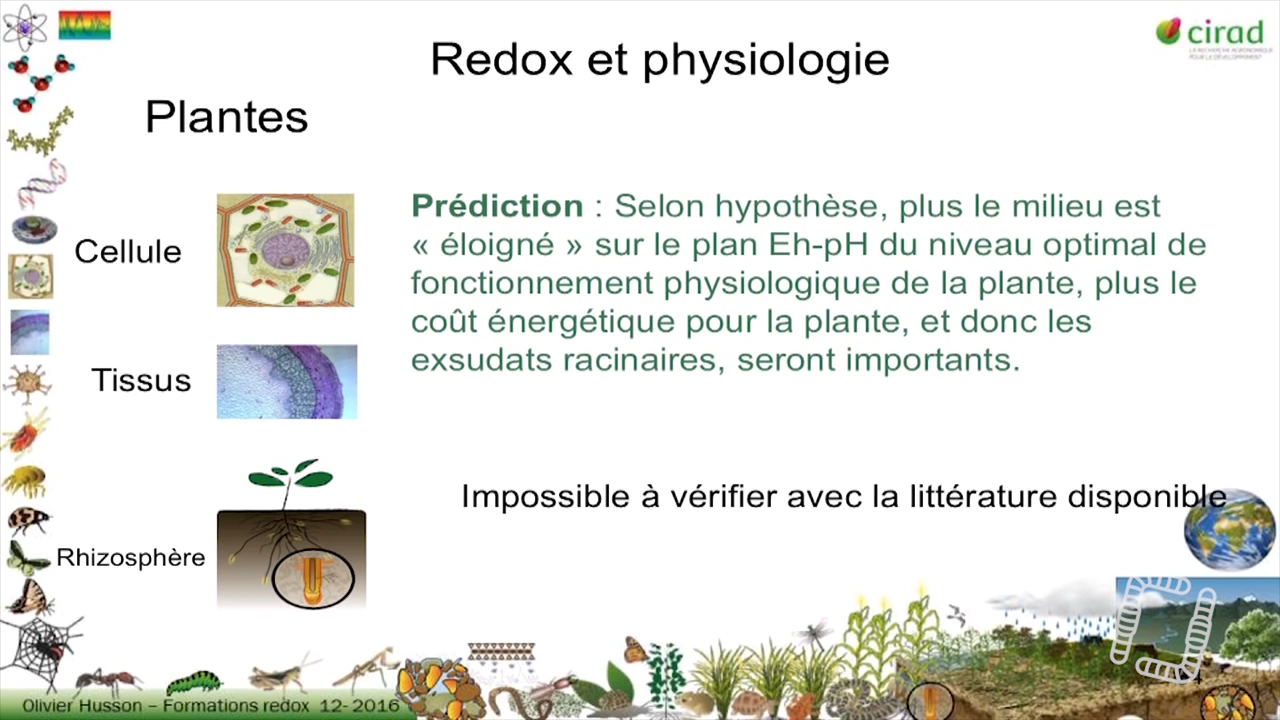 cirad
LA RECHERCHE AGRONOMIQUE
POUR LE DÉVELOPPEMENT
Redox et physiologie
Plantes
Prédiction : Selon hypothèse, plus le milieu est
« éloigné » sur le plan Eh-pH du niveau optimal de
fonctionnement physiologique de la plante, plus le
coût énergétique pour la plante, et donc les
exsudats racinaires, seront importants.
Cellule
Tissus
Impossible à vérifier avec la littérature disponible
Rhizosphère
Olivier Husson – Formations redox 12- 2016